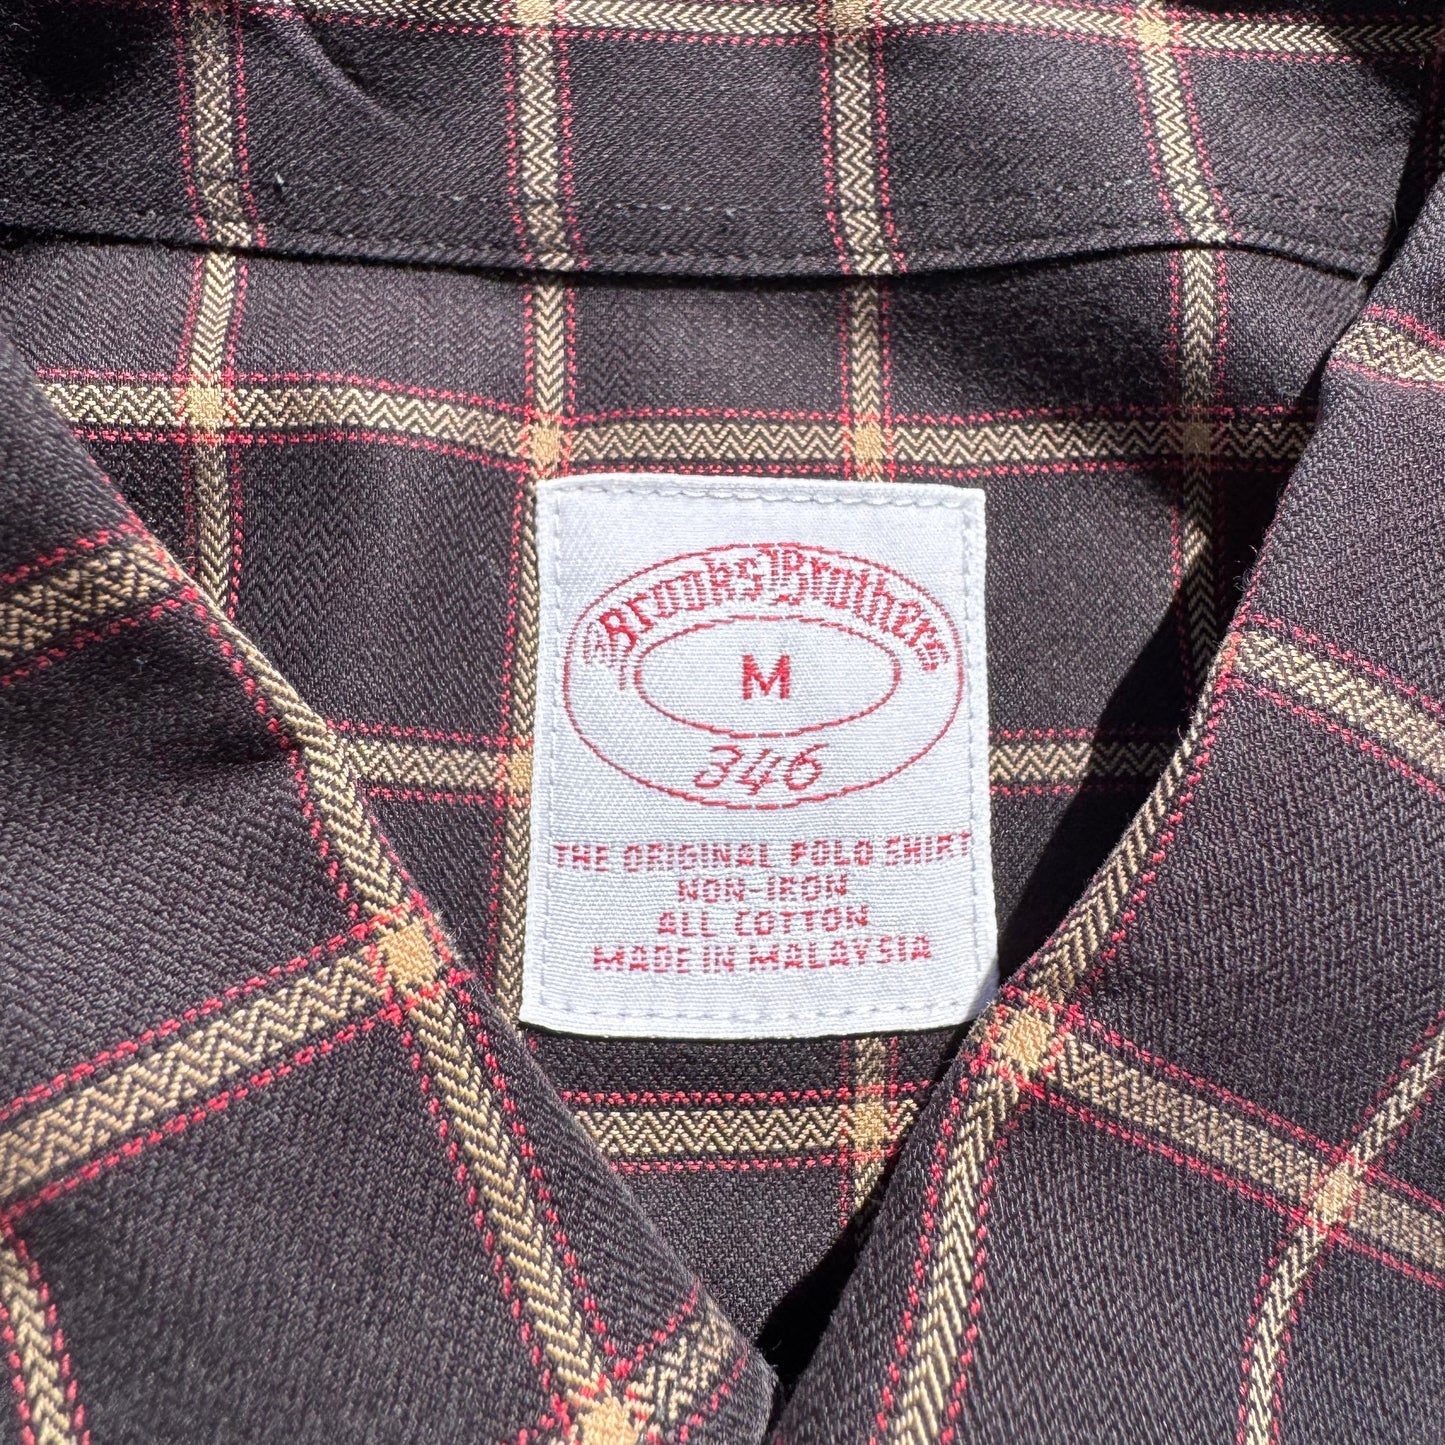 Brooks Brothers
M
346
THE ORIGINAL POLO SHIRT
NON-IRON
ALL COTTON
MADE IN MALAYSIA